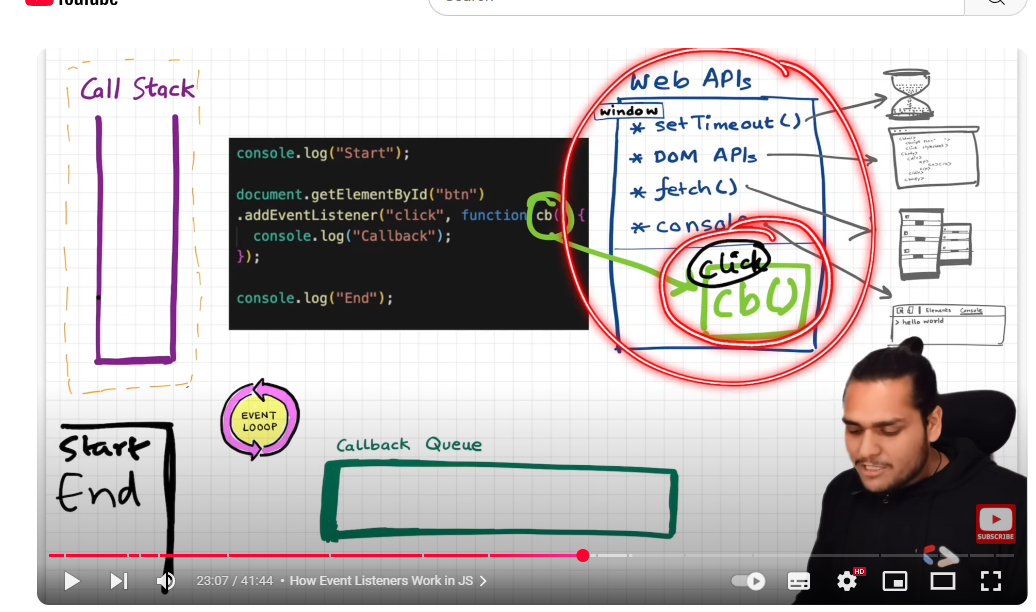 YouTube
Search
Call Stack
console.log("Start");
document.getElementById("btn")
.addEventListener("click", function cb() {
console.log("Callback");
});
console.log("End");
Web APIs
window
* setTimeout()
* DOM APIs
* fetch()
* console
click
cb()
Elements Console
> hello world
EVENT
LOOOP
Start
End
Callback Queue
SUBSCRIBE
23:07 / 41:44 • How Event Listeners Work in JS
HD